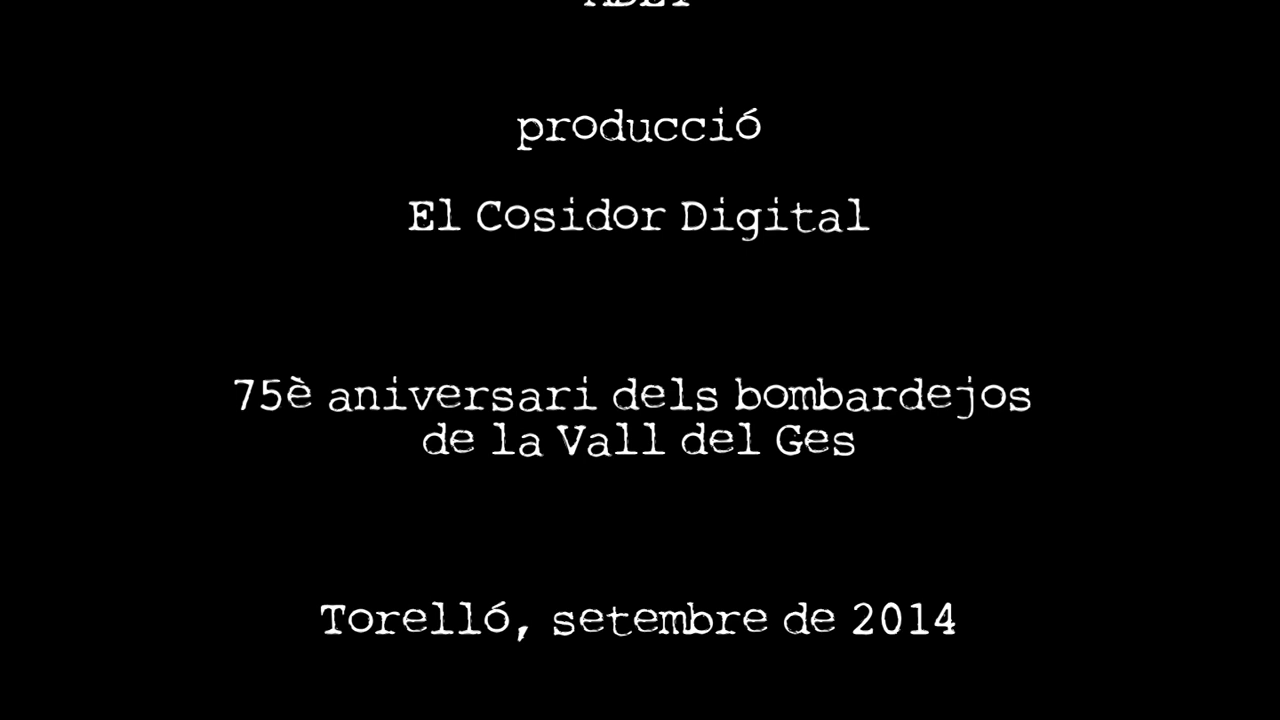 producció
El Cosidor Digital
75è aniversari dels bombardejos
de la Vall del Ges
Torelló, setembre de 2014